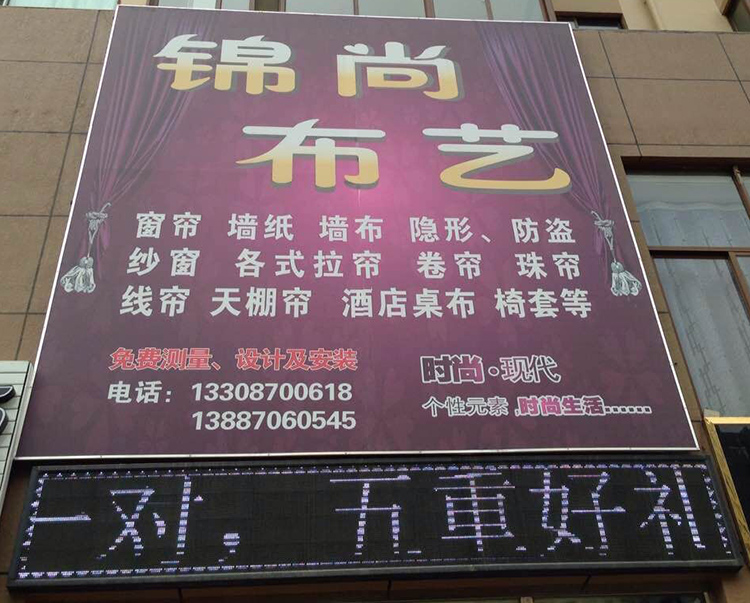 锦尚
布艺
窗帘 墙纸 墙布 隐形、防盗
纱窗 各式拉帘 卷帘 珠帘
线帘 天棚帘 酒店桌布 椅套等
免费测量、设计及安装
电话：13308700618
13887060545
时尚·现代
个性元素,时尚生活......
一对，五重好礼